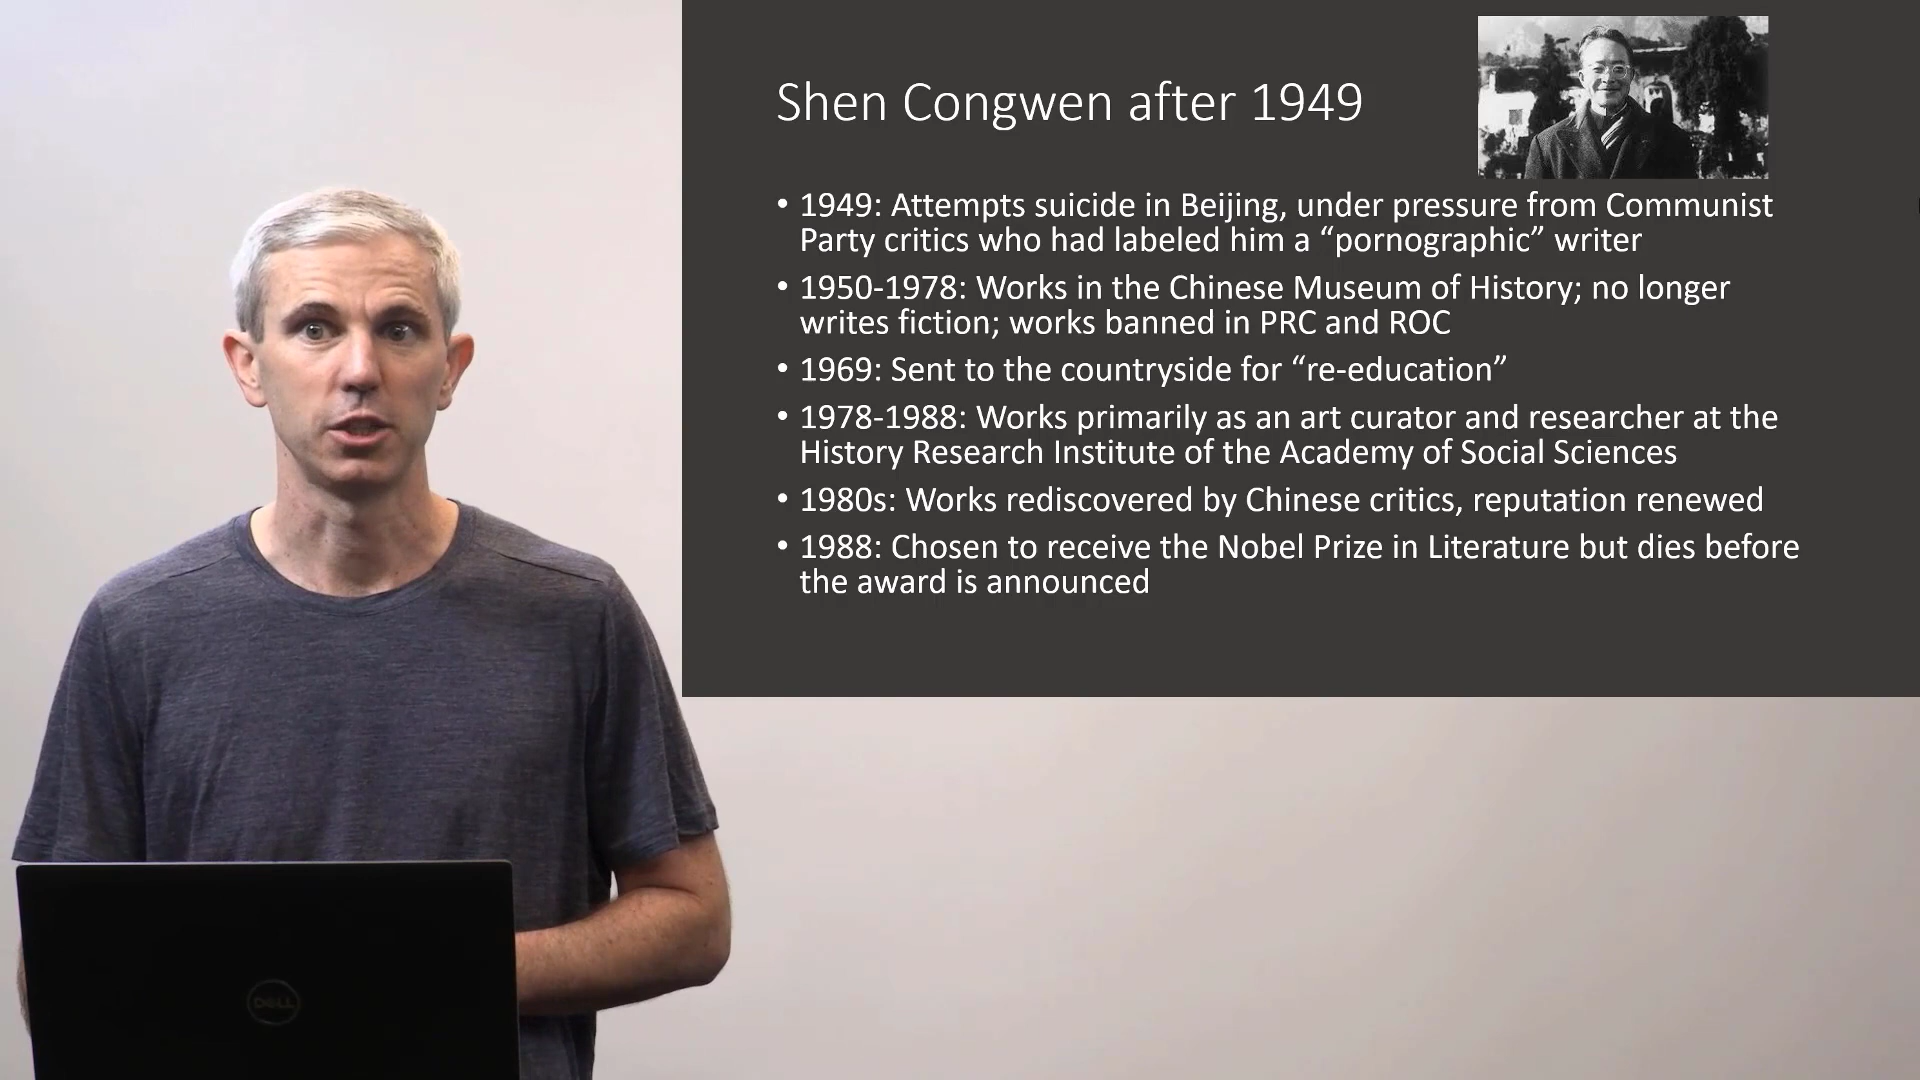 Shen Congwen after 1949
• 1949: Attempts suicide in Beijing, under pressure from Communist
Party critics who had labeled him a “pornographic” writer
• 1950-1978: Works in the Chinese Museum of History; no longer
writes fiction; works banned in PRC and ROC
• 1969: Sent to the countryside for “re-education”
• 1978-1988: Works primarily as an art curator and researcher at the
History Research Institute of the Academy of Social Sciences
• 1980s: Works rediscovered by Chinese critics, reputation renewed
• 1988: Chosen to receive the Nobel Prize in Literature but dies before
the award is announced
DELL